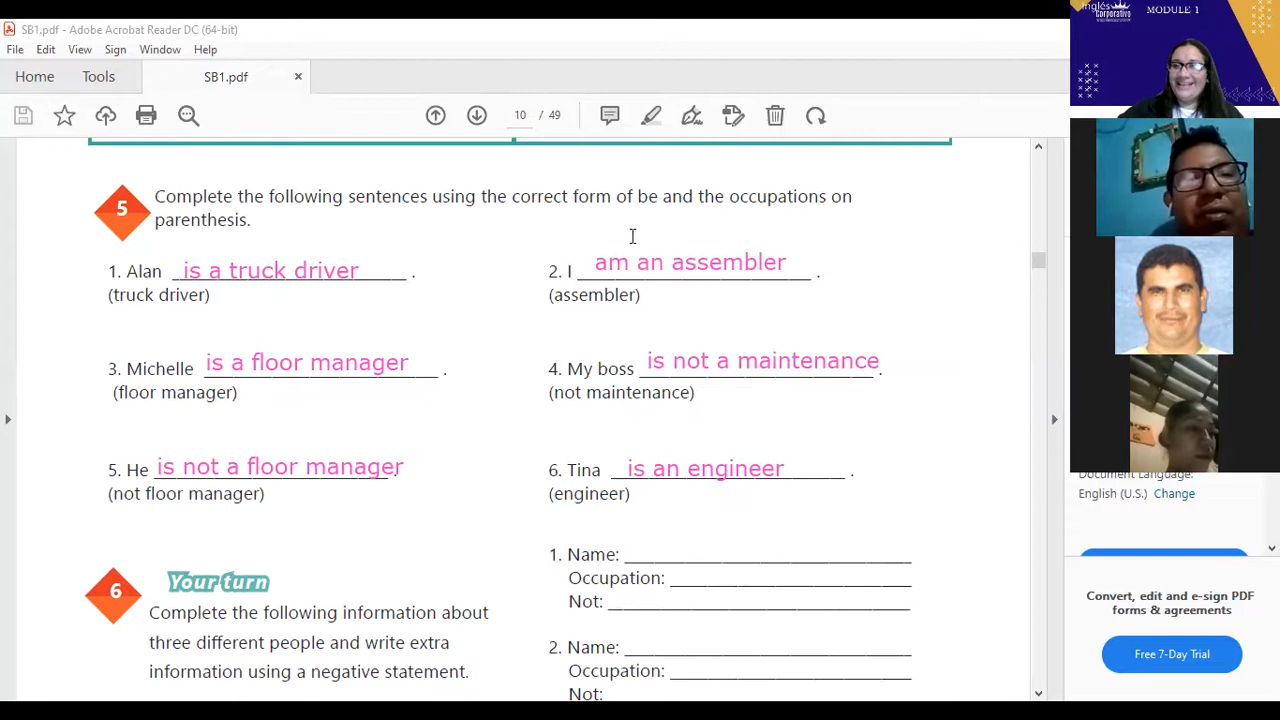 SB1.pdf - Adobe Acrobat Reader DC (64-bit)
File Edit View Sign Window Help
Home Tools SB1.pdf ×
10 / 49
inglés corporativo
MODULE 1
5
Complete the following sentences using the correct form of be and the occupations on
parenthesis.
1. Alan is a truck driver .
(truck driver)
2. I am an assembler .
(assembler)
3. Michelle is a floor manager .
(floor manager)
4. My boss is not a maintenance .
(not maintenance)
5. He is not a floor manager .
(not floor manager)
6. Tina is an engineer .
(engineer)
6
Your turn
Complete the following information about
three different people and write extra
information using a negative statement.
1. Name:
Occupation:
Not:
2. Name:
Occupation:
Not:
Document Language:
English (U.S.) Change
Convert, edit and e-sign PDF
forms & agreements
Free 7-Day Trial